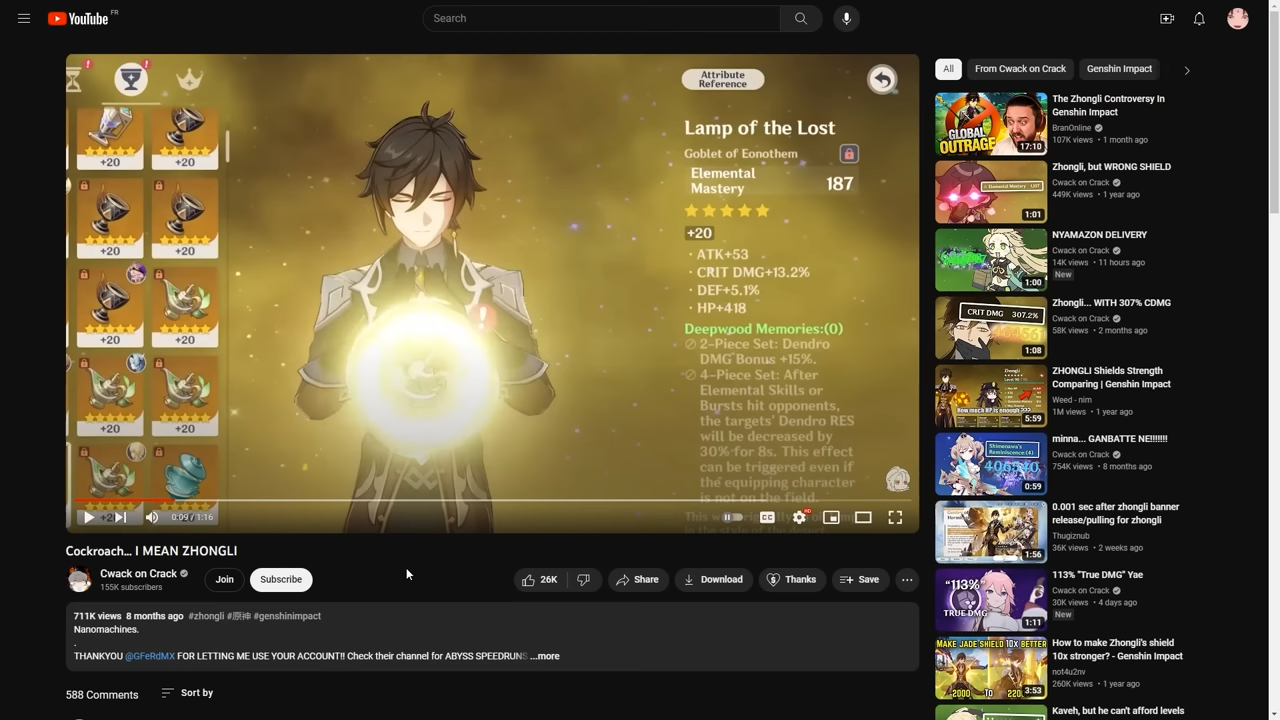 YouTube FR
Search
Attribute
Reference
Lamp of the Lost
Goblet of Eonothem
Elemental
Mastery 187
+20
· ATK+53
· CRIT DMG+13.2%
· DEF+5.1%
· HP+418
Deepwood Memories:(0)
2-Piece Set: Dendro
DMG Bonus +15%.
4-Piece Set: After
Elemental Skills or
Bursts hit opponents,
the targets' Dendro RES
will be decreased by
30% for 8s. This effect
can be triggered even if
the equipping character
is not on the field.
+20 +20
+20 +20
+20 +20
+20 +20
0:09 / 1:16
CC
HD
Cockroach... I MEAN ZHONGLI
Cwack on Crack
155K subscribers
Join
Subscribe
26K
Share
Download
Thanks
Save
711K views 8 months ago #zhongli #原神 #genshinimpact
Nanomachines.
.
THANKYOU @GFeRdMX FOR LETTING ME USE YOUR ACCOUNT!! Check their channel for ABYSS SPEEDRUNS ...more
588 Comments
Sort by
All
From Cwack on Crack
Genshin Impact
GLOBAL
OUTRAGE
17:10
The Zhongli Controversy In
Genshin Impact
BranOnline
107K views • 1 month ago
1:01
Zhongli, but WRONG SHIELD
Cwack on Crack
449K views • 1 year ago
1:00
NYAMAZON DELIVERY
Cwack on Crack
14K views • 11 hours ago
New
CRIT DMG 307.2%
1:08
Zhongli... WITH 307% CDMG
Cwack on Crack
58K views • 2 months ago
How much HP is enough ???
5:59
ZHONGLI Shields Strength
Comparing | Genshin Impact
Weed - nim
1M views • 1 year ago
Shimenawa's
Reminiscence:(4)
406540
0:59
minna... GANBATTE NE!!!!!!!
Cwack on Crack
754K views • 8 months ago
1:56
0.001 sec after zhongli banner
release/pulling for zhongli
Thugiznub
36K views • 2 weeks ago
"113%"
TRUE DMG
1:11
113% "True DMG" Yae
Cwack on Crack
30K views • 4 days ago
New
MAKE JADE SHIELD 10X BETTER
2000 To
3:53
How to make Zhongli's shield
10x stronger? - Genshin Impact
not4u2nv
260K views • 1 year ago
Kaveh, but he can't afford levels